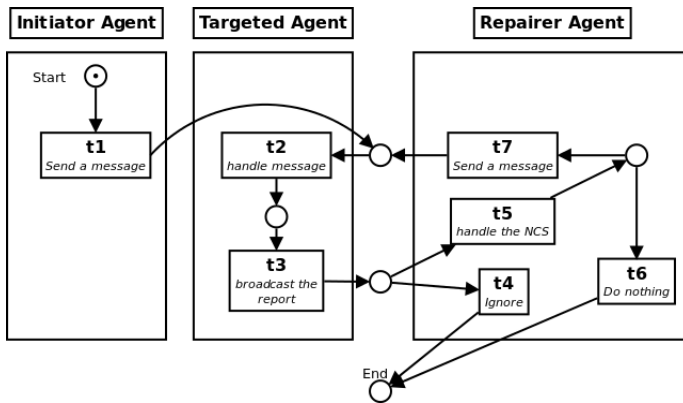 Initiator Agent
Targeted Agent
Repairer Agent
Start
t1
Send a message
t2
handle message
t7
Send a message
t5
handle the NCS
t3
broadcast the
report
t4
Ignore
t6
Do nothing
End